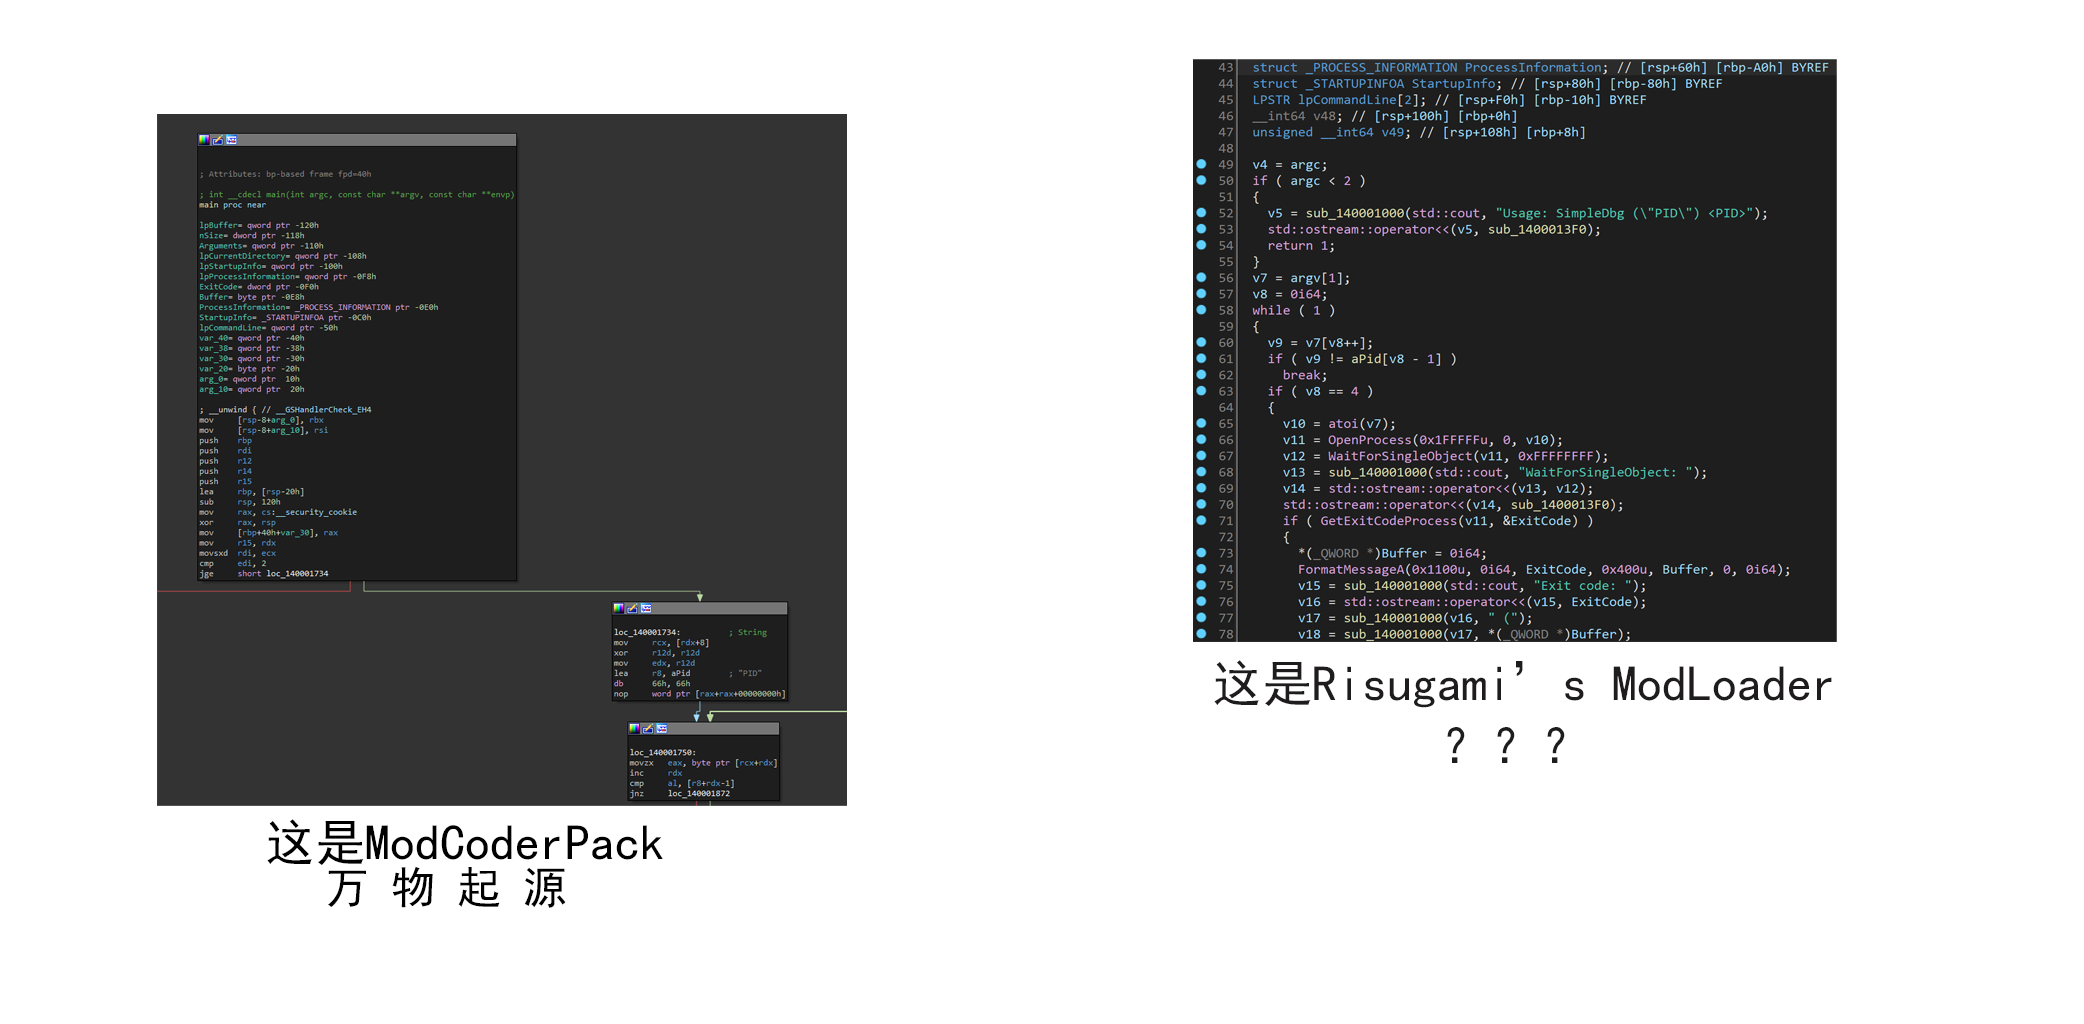 ; Attributes: bp-based frame fpd=40h
; int __cdecl main(int argc, const char **argv, const char **envp)
main proc near
lpBuffer= qword ptr -120h
nSize= dword ptr -118h
Arguments= qword ptr -110h
lpCurrentDirectory= qword ptr -108h
lpStartupInfo= qword ptr -100h
lpProcessInformation= qword ptr -0F8h
ExitCode= dword ptr -0F0h
Buffer= byte ptr -0E8h
ProcessInformation= _PROCESS_INFORMATION ptr -0E0h
StartupInfo= _STARTUPINFOA ptr -0C0h
lpCommandLine= qword ptr -50h
var_40= qword ptr -40h
var_38= qword ptr -38h
var_30= qword ptr -30h
var_20= byte ptr -20h
arg_0= qword ptr  10h
arg_10= qword ptr  20h
; __unwind { // __GSHandlerCheck_EH4
mov     [rsp-8+arg_0], rbx
mov     [rsp-8+arg_10], rsi
push    rbp
push    rdi
push    r12
push    r14
push    r15
lea     rbp, [rsp-20h]
sub     rsp, 120h
mov     rax, cs:__security_cookie
xor     rax, rsp
mov     [rbp+40h+var_30], rax
mov     r15, rdx
movsxd  rdi, ecx
cmp     edi, 2
jge     short loc_140001734
loc_140001734:          ; String
mov     rcx, [rdx+8]
xor     r12d, r12d
mov     edx, r12d
lea     r8, aPid        ; "PID"
db      66h, 66h
nop     word ptr [rax+rax+00000000h]
loc_140001750:
movzx   eax, byte ptr [rcx+rdx]
inc     rdx
cmp     al, [r8+rdx-1]
jnz     loc_140001872
这是ModCoderPack
万 物 起 源
43 struct _PROCESS_INFORMATION ProcessInformation; // [rsp+60h] [rbp-A0h] BYREF
44 struct _STARTUPINFOA StartupInfo; // [rsp+80h] [rbp-80h] BYREF
45 LPSTR lpCommandLine[2]; // [rsp+F0h] [rbp-10h] BYREF
46 __int64 v48; // [rsp+100h] [rbp+0h]
47 unsigned __int64 v49; // [rsp+108h] [rbp+8h]
48
49 v4 = argc;
50 if ( argc < 2 )
51 {
52 v5 = sub_140001000(std::cout, "Usage: SimpleDbg (\"PID\") <PID>");
53 std::ostream::operator<<(v5, sub_1400013F0);
54 return 1;
55 }
56 v7 = argv[1];
57 v8 = 0i64;
58 while ( 1 )
59 {
60 v9 = v7[v8++];
61 if ( v9 != aPid[v8 - 1] )
62 break;
63 if ( v8 == 4 )
64 {
65 v10 = atoi(v7);
66 v11 = OpenProcess(0x1FFFFFu, 0, v10);
67 v12 = WaitForSingleObject(v11, 0xFFFFFFFF);
68 v13 = sub_140001000(std::cout, "WaitForSingleObject: ");
69 v14 = std::ostream::operator<<(v13, v12);
70 std::ostream::operator<<(v14, sub_1400013F0);
71 if ( GetExitCodeProcess(v11, &ExitCode) )
72 {
73 *(_QWORD *)Buffer = 0i64;
74 FormatMessageA(0x1100u, 0i64, ExitCode, 0x400u, Buffer, 0, 0i64);
75 v15 = sub_140001000(std::cout, "Exit code: ");
76 v16 = std::ostream::operator<<(v15, ExitCode);
77 v17 = sub_140001000(v16, " (");
78 v18 = sub_140001000(v17, *(_QWORD *)Buffer);
这是Risugami’s ModLoader
？？？